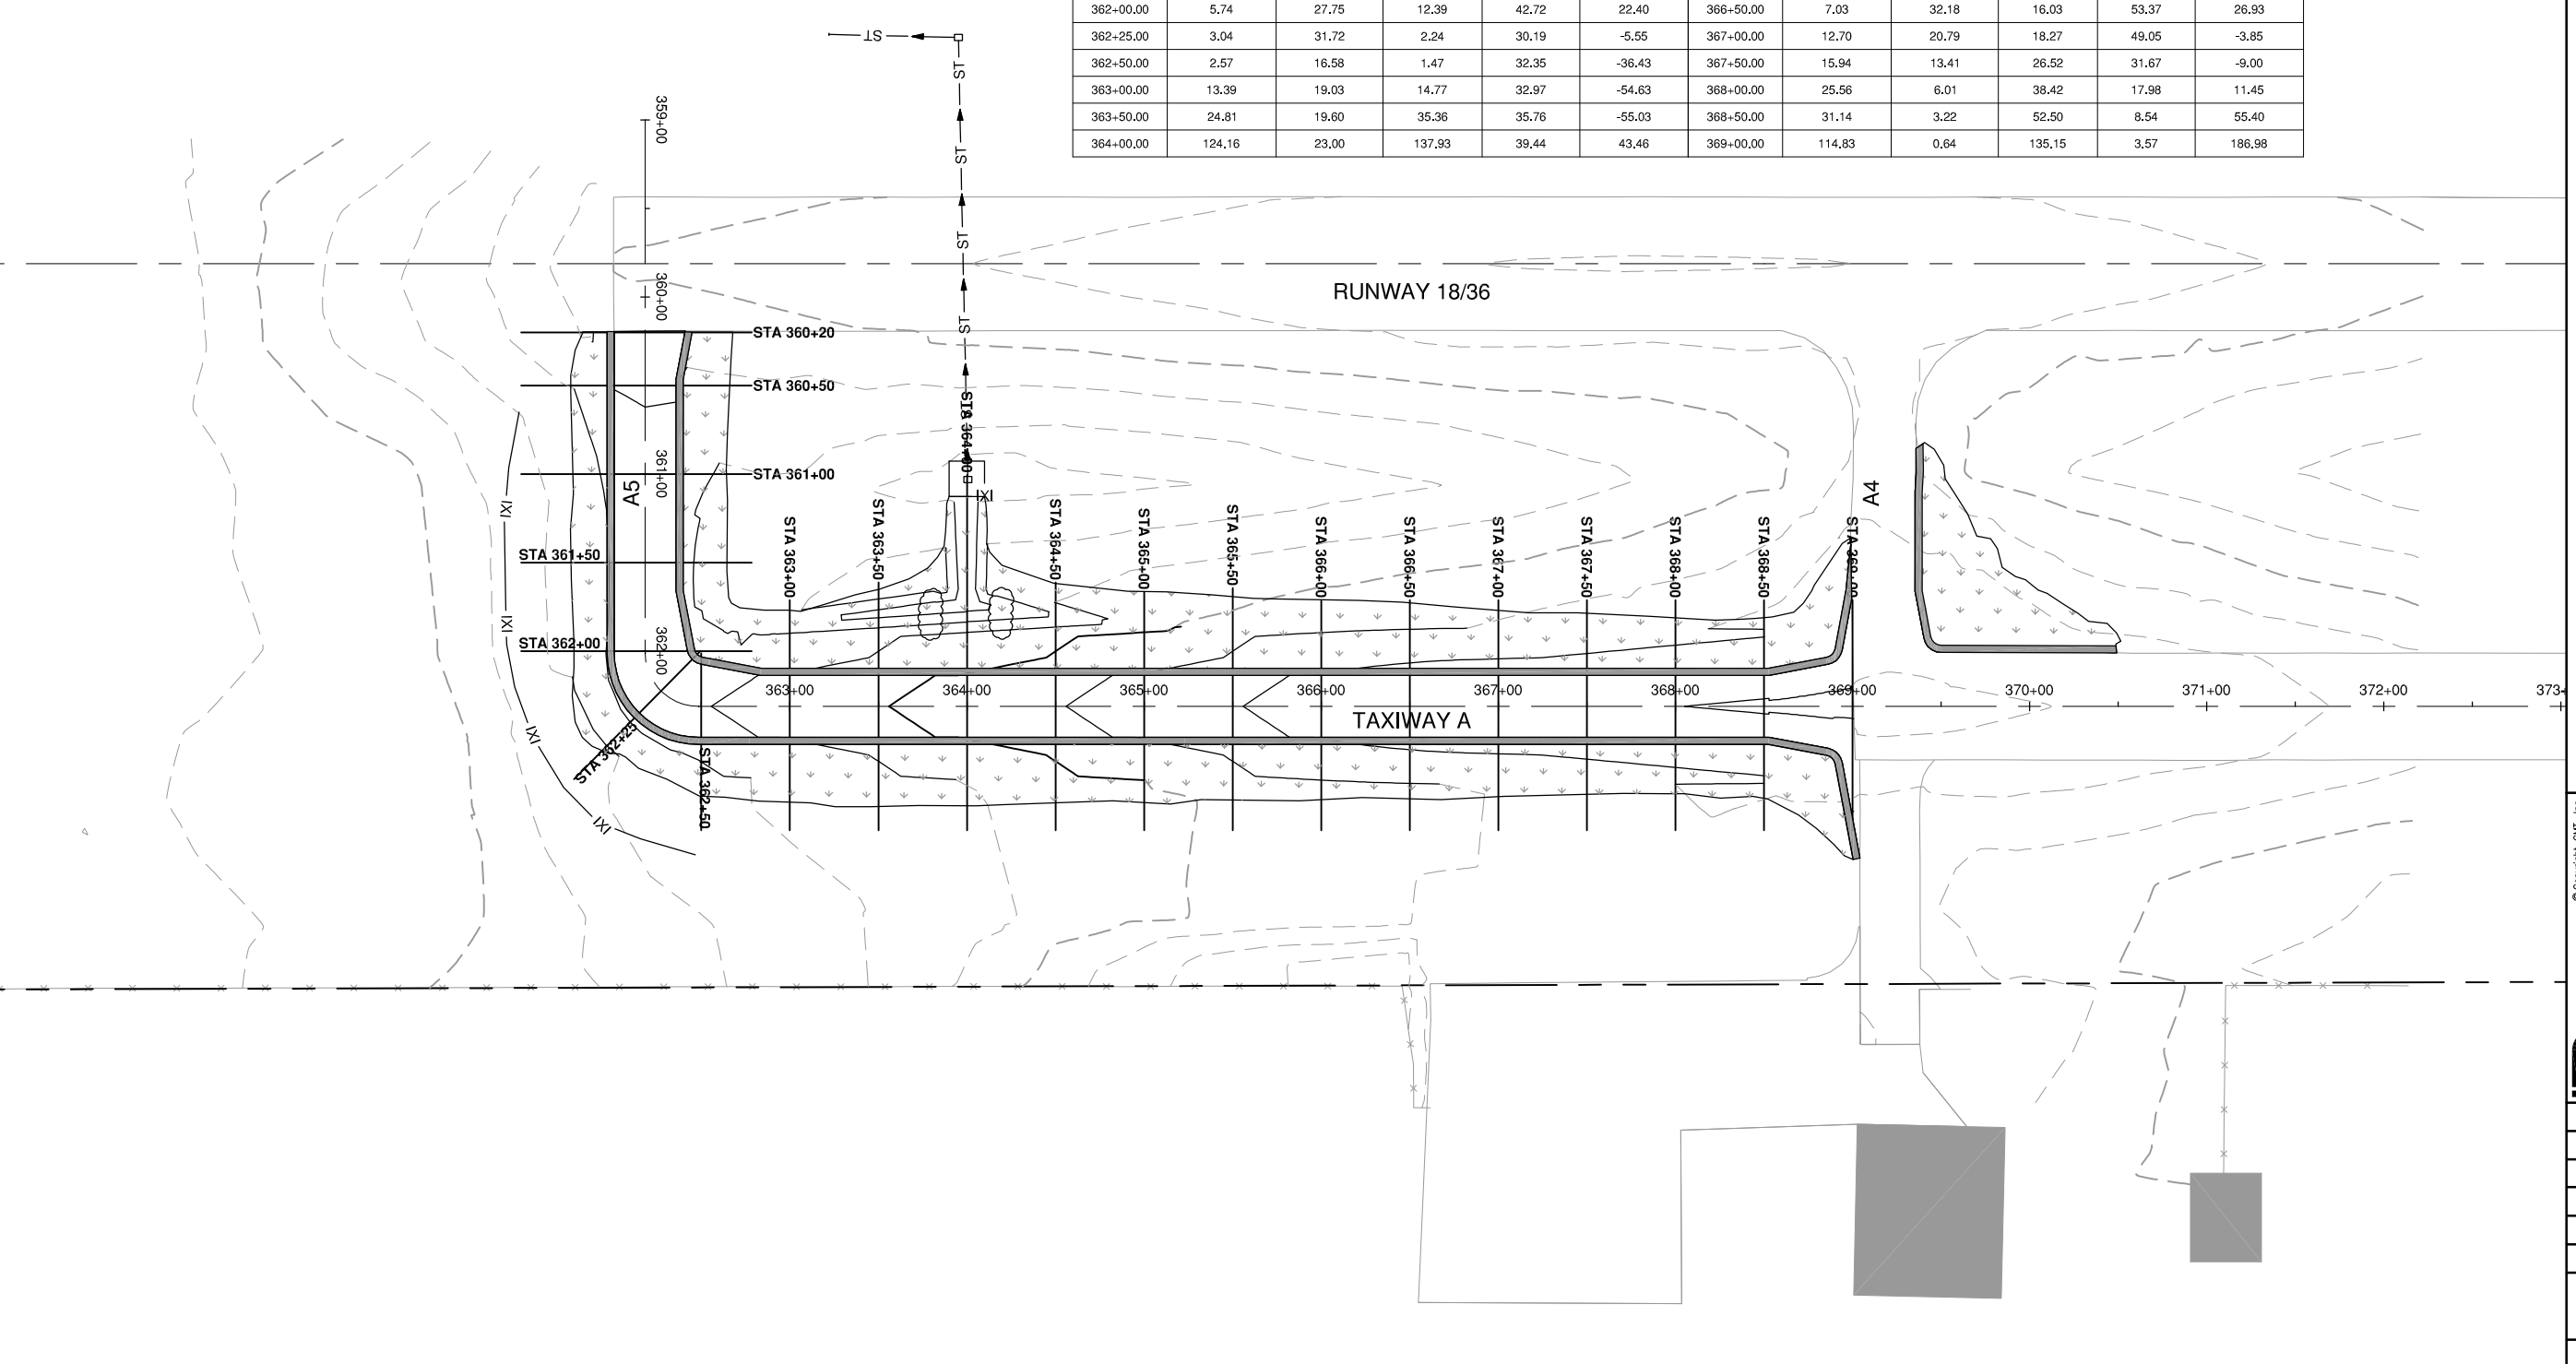 362+00.00 5.74 27.75 12.39 42.72 22.40 366+50.00 7.03 32.18 16.03 53.37 26.93
362+25.00 3.04 31.72 2.24 30.19 -5.55 367+00.00 12.70 20.79 18.27 49.05 -3.85
362+50.00 2.57 16.58 1.47 32.35 -36.43 367+50.00 15.94 13.41 26.52 31.67 -9.00
363+00.00 13.39 19.03 14.77 32.97 -54.63 368+00.00 25.56 6.01 38.42 17.98 11.45
363+50.00 24.81 19.60 35.36 35.76 -55.03 368+50.00 31.14 3.22 52.50 8.54 55.40
364+00.00 124.16 23.00 137.93 39.44 43.46 369+00.00 114.83 0.64 135.15 3.57 186.98
ST
ST
ST
ST
ST
ST
359+00
360+00
361+00
362+00
RUNWAY 18/36
STA 360+20
STA 360+50
STA 361+00
STA 361+50
STA 362+00
STA 362+25
STA 362+50
A5
A4
IXI
IXI
IXI
IXI
IXI
STA 363+00
STA 363+50
STA 364+00
STA 364+50
STA 365+00
STA 365+50
STA 366+00
STA 366+50
STA 367+00
STA 367+50
STA 368+00
STA 368+50
STA 369+00
363+00
364+00
365+00
366+00
367+00
368+00
369+00
370+00
371+00
372+00
373+
TAXIWAY A